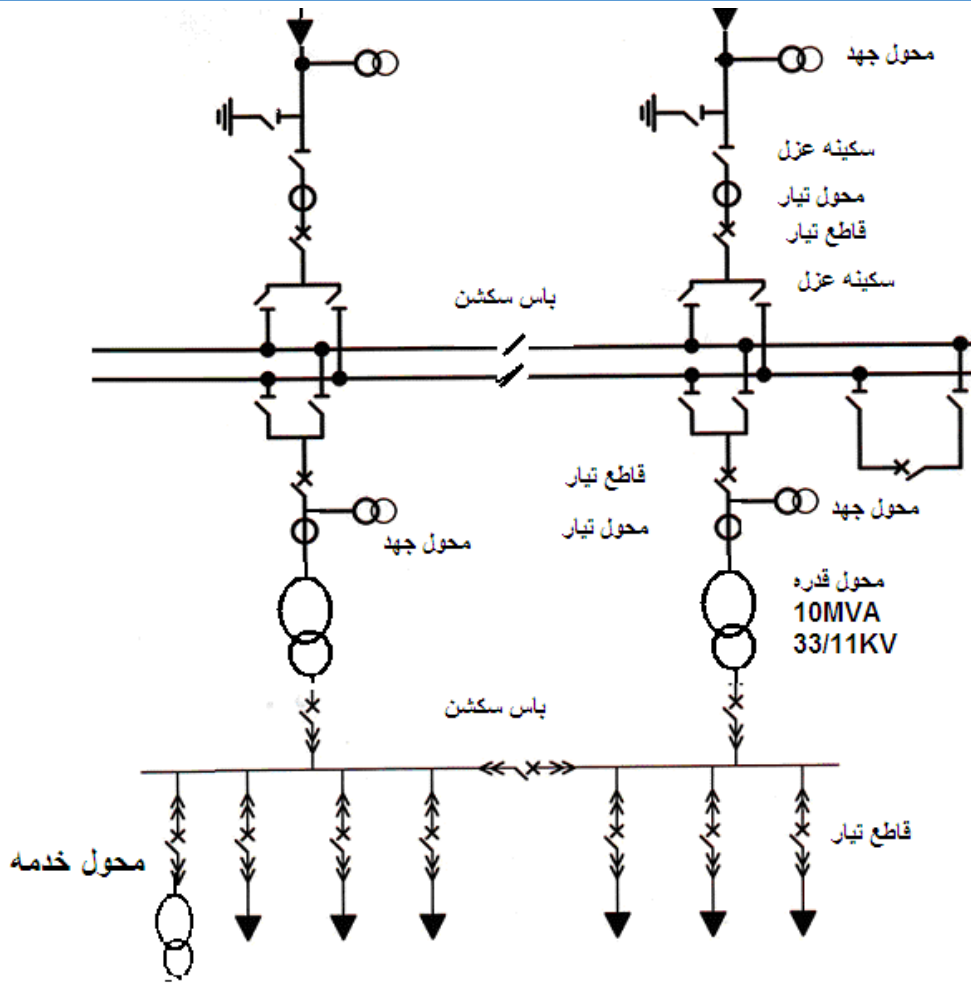 محول جهد
سكينه عزل
محول تيار
قاطع تيار
سكينه عزل
باس سكشن
قاطع تيار
محول تيار
محول جهد
محول جهد
محول قدره
10MVA
33/11KV
باس سكشن
قاطع تيار
محول خدمه